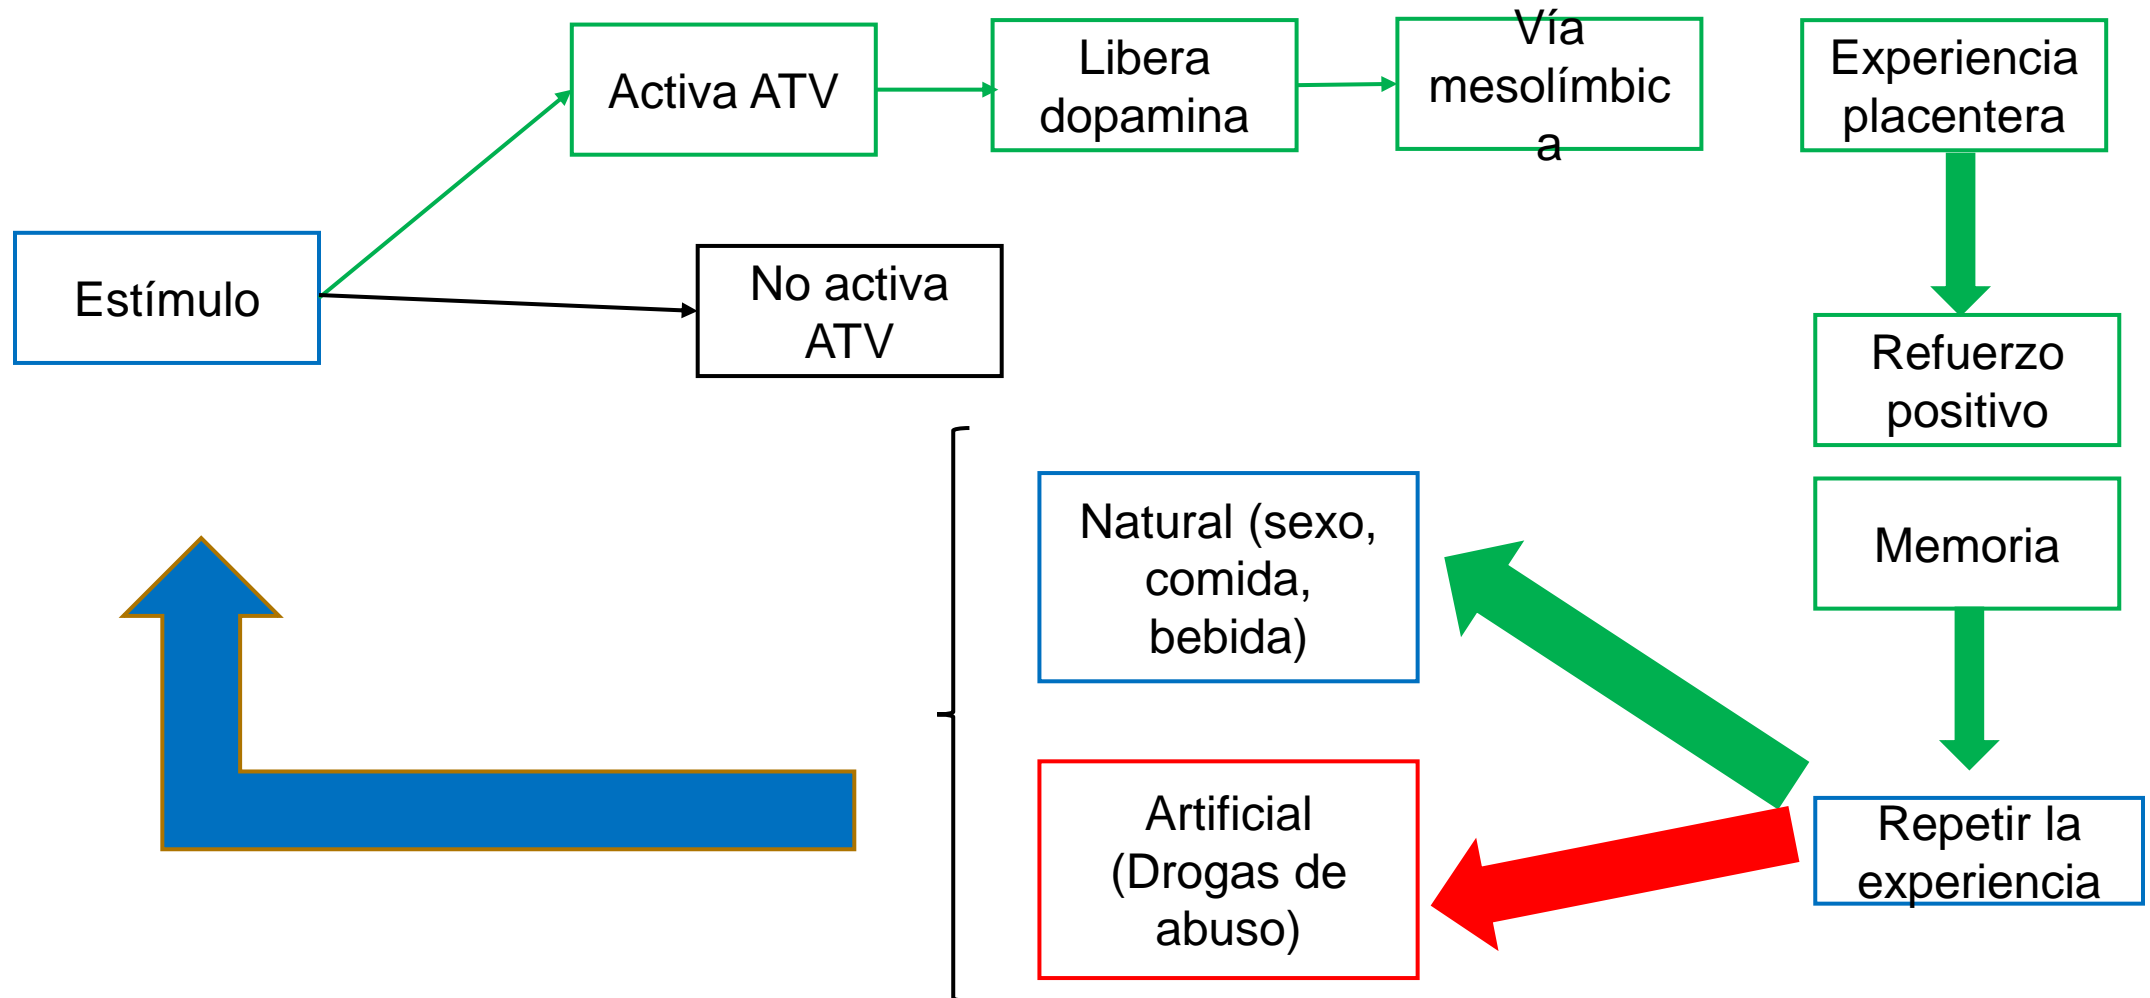 Activa ATV
Libera
dopamina
Vía
mesolímbic
a
Experiencia
placentera
Estímulo
No activa
ATV
Refuerzo
positivo
Natural (sexo,
comida,
bebida)
Memoria
Artificial
(Drogas de
abuso)
Repetir la
experiencia